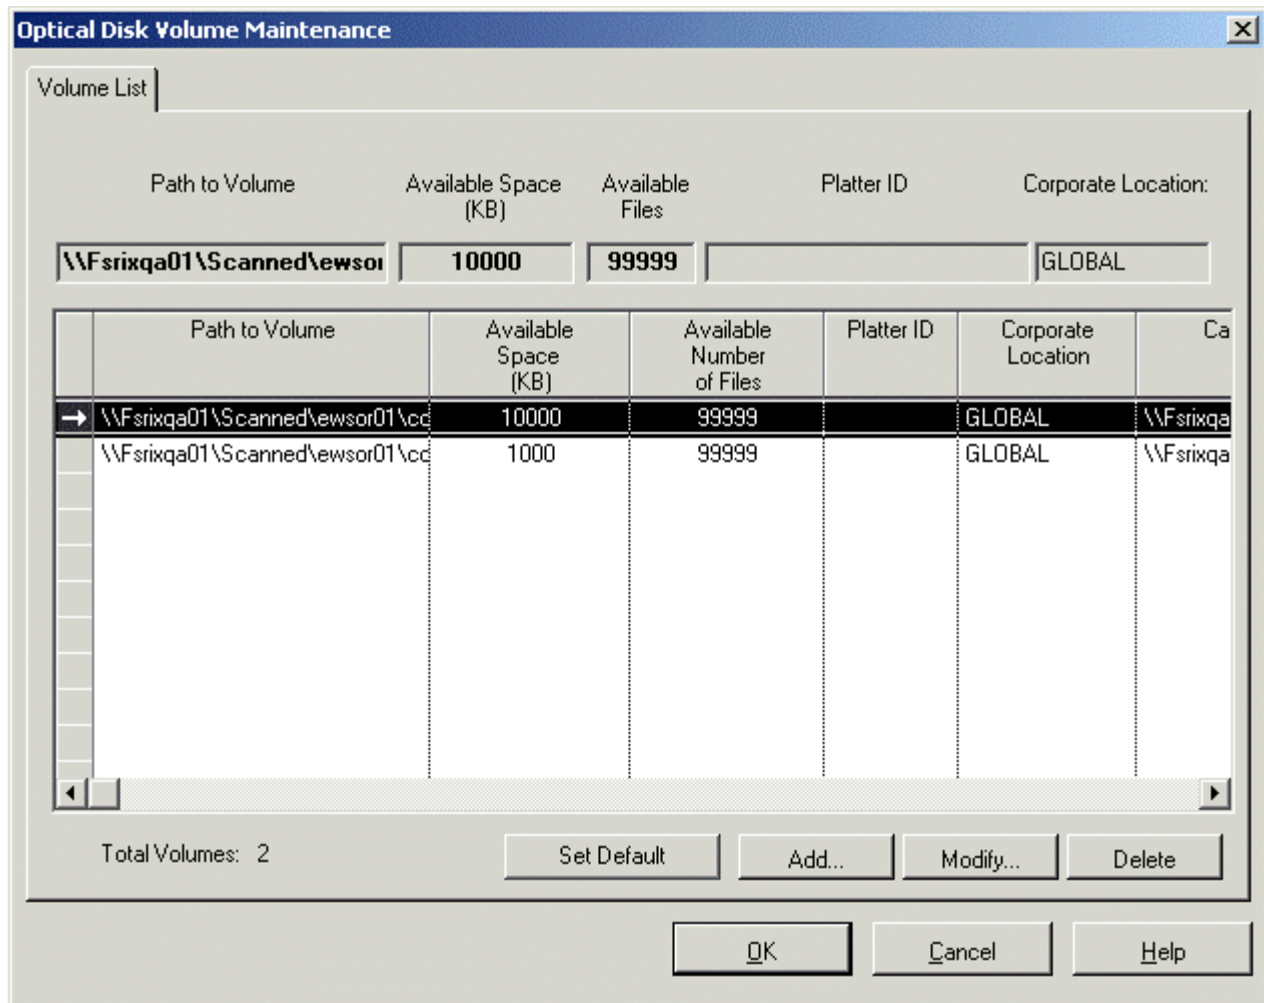 Optical Disk Volume Maintenance
Volume List
Path to Volume Available Space (KB) Available Files Platter ID Corporate Location:
\\Fsrixqa01\Scanned\ewsor 10000 99999 GLOBAL
Path to Volume Available Space (KB) Available Number of Files Platter ID Corporate Location Ca
\\Fsrixqa01\Scanned\ewsor01\cc 10000 99999 GLOBAL \\Fsrixqa
\\Fsrixqa01\Scanned\ewsor01\cc 1000 99999 GLOBAL \\Fsrixqa
Total Volumes: 2 Set Default Add... Modify... Delete
OK Cancel Help